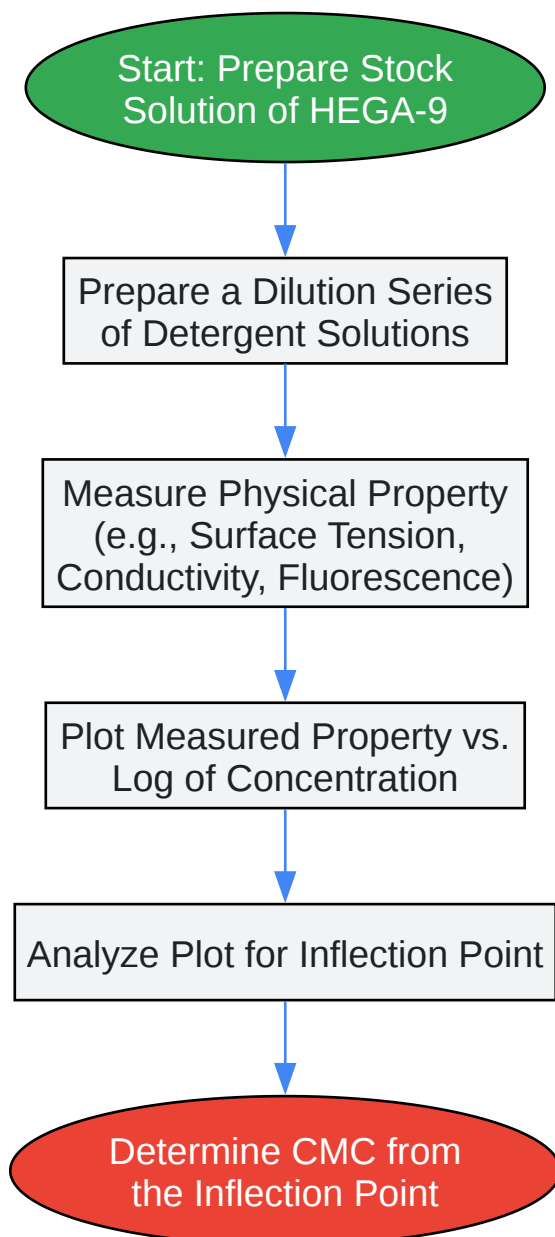 Start: Prepare Stock
Solution of HEGA-9
Prepare a Dilution Series
of Detergent Solutions
Measure Physical Property
(e.g., Surface Tension,
Conductivity, Fluorescence)
Plot Measured Property vs.
Log of Concentration
Analyze Plot for Inflection Point
Determine CMC from
the Inflection Point